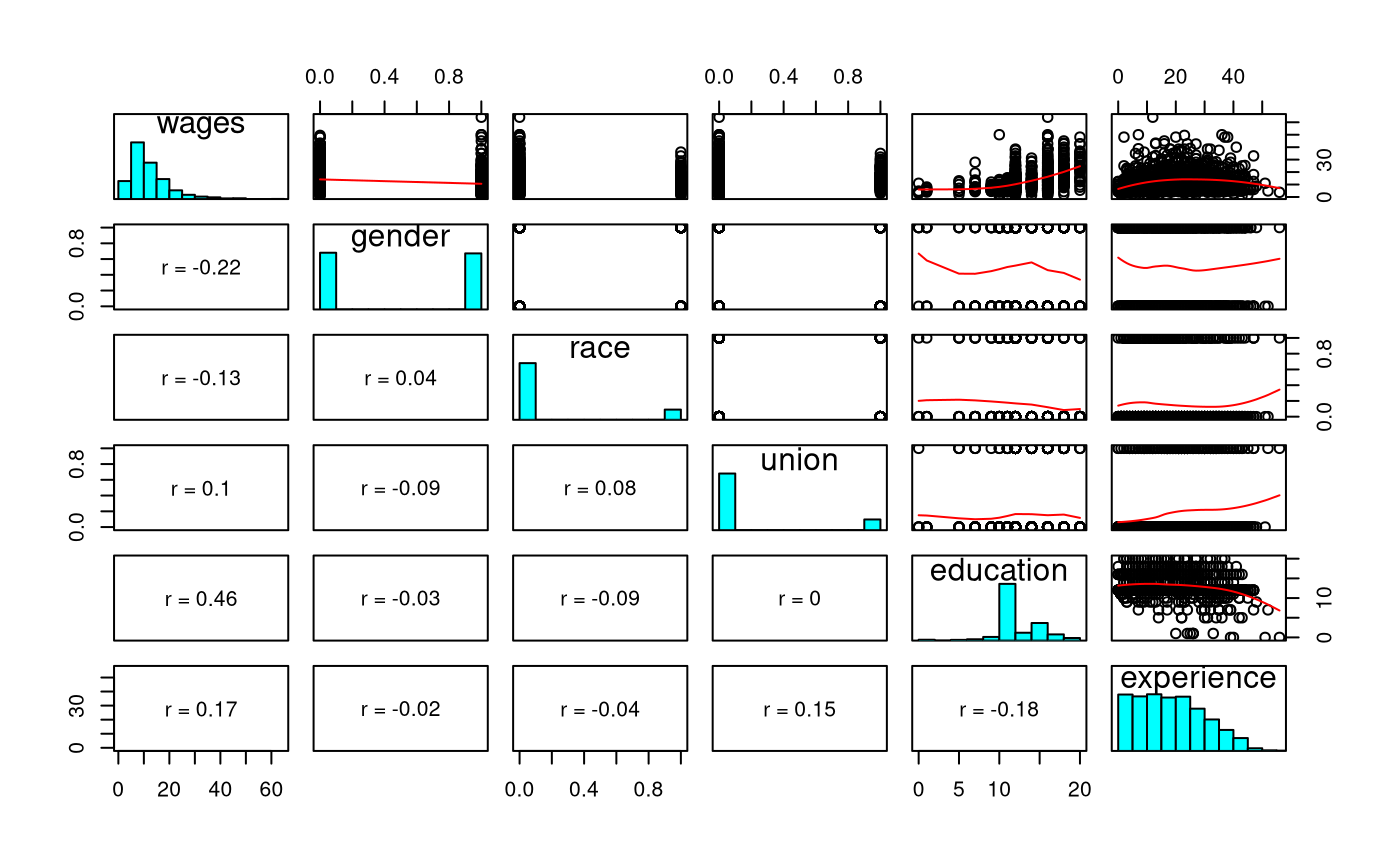 0.0 0.4 0.8 0.0 0.4 0.8 0 20 40
wages
0 30
gender
0.0 0.8
r = -0.22
race
r = -0.13 r = 0.04
0.0 0.8
union
0.0 0.8
r = 0.1 r = -0.09 r = 0.08
education
r = 0.46 r = -0.03 r = -0.09 r = 0
0 10
experience
0 30
r = 0.17 r = -0.02 r = -0.04 r = 0.15 r = -0.18
0 20 40 60 0.0 0.4 0.8 0 5 10 20